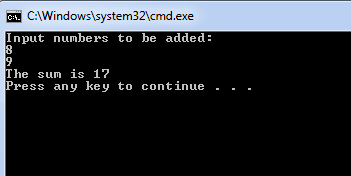 C:\Windows\system32\cmd.exe
Input numbers to be added:
8
9
The sum is 17
Press any key to continue . . .